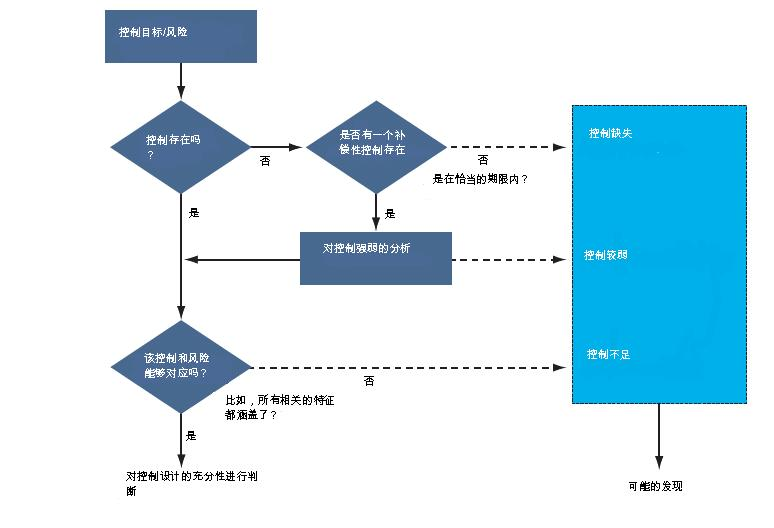 控制目标/风险
控制存在吗
？
否
是否有一个补
偿性控制存在
否
是在恰当的期限内？
控制缺失
是
是
对控制强弱的分析
控制较弱
该控制和风险
能够对应吗？
否
控制不足
比如，所有相关的特征
都涵盖了？
是
对控制设计的充分性进行判
断
可能的发现